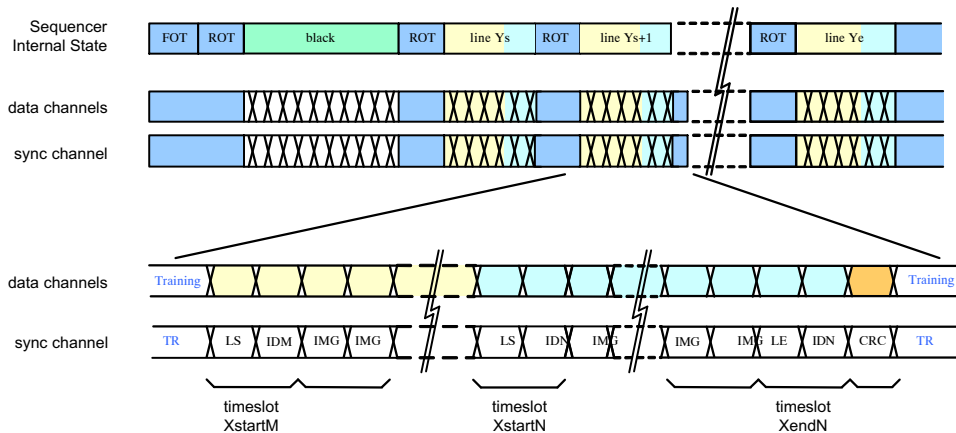 Sequencer
Internal State
FOT ROT black ROT line Ys ROT line Ys+1 ROT line Ye
data channels
sync channel
data channels Training Training
sync channel TR LS IDM IMG IMG LS IDN IMG IMG IMG LE IDN CRC TR
timeslot timeslot timeslot
XstartM XstartN XendN